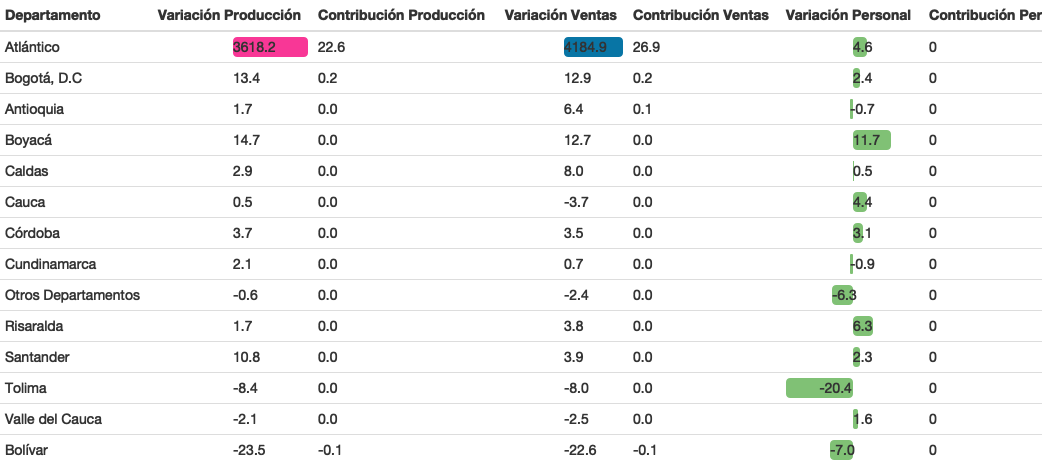 Departamento Variación Producción Contribución Producción Variación Ventas Contribución Ventas Variación Personal Contribución Per
Atlántico 3618.2 22.6 4184.9 26.9 4.6 0
Bogotá, D.C 13.4 0.2 12.9 0.2 2.4 0
Antioquia 1.7 0.0 6.4 0.1 -0.7 0
Boyacá 14.7 0.0 12.7 0.0 11.7 0
Caldas 2.9 0.0 8.0 0.0 0.5 0
Cauca 0.5 0.0 -3.7 0.0 4.4 0
Córdoba 3.7 0.0 3.5 0.0 3.1 0
Cundinamarca 2.1 0.0 0.7 0.0 -0.9 0
Otros Departamentos -0.6 0.0 -2.4 0.0 -6.3 0
Risaralda 1.7 0.0 3.8 0.0 6.3 0
Santander 10.8 0.0 3.9 0.0 2.3 0
Tolima -8.4 0.0 -8.0 0.0 -20.4 0
Valle del Cauca -2.1 0.0 -2.5 0.0 1.6 0
Bolívar -23.5 -0.1 -22.6 -0.1 -7.0 0